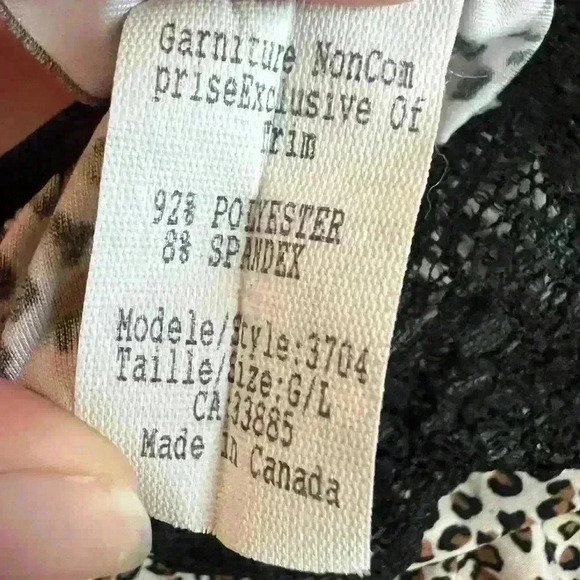 Garniture NonCom
priseExclusive Of
Trim
92% POLYESTER
8% SPANDEX
Modele/Style:3704
Taille/Size:G/L
CA 33885
Made in Canada